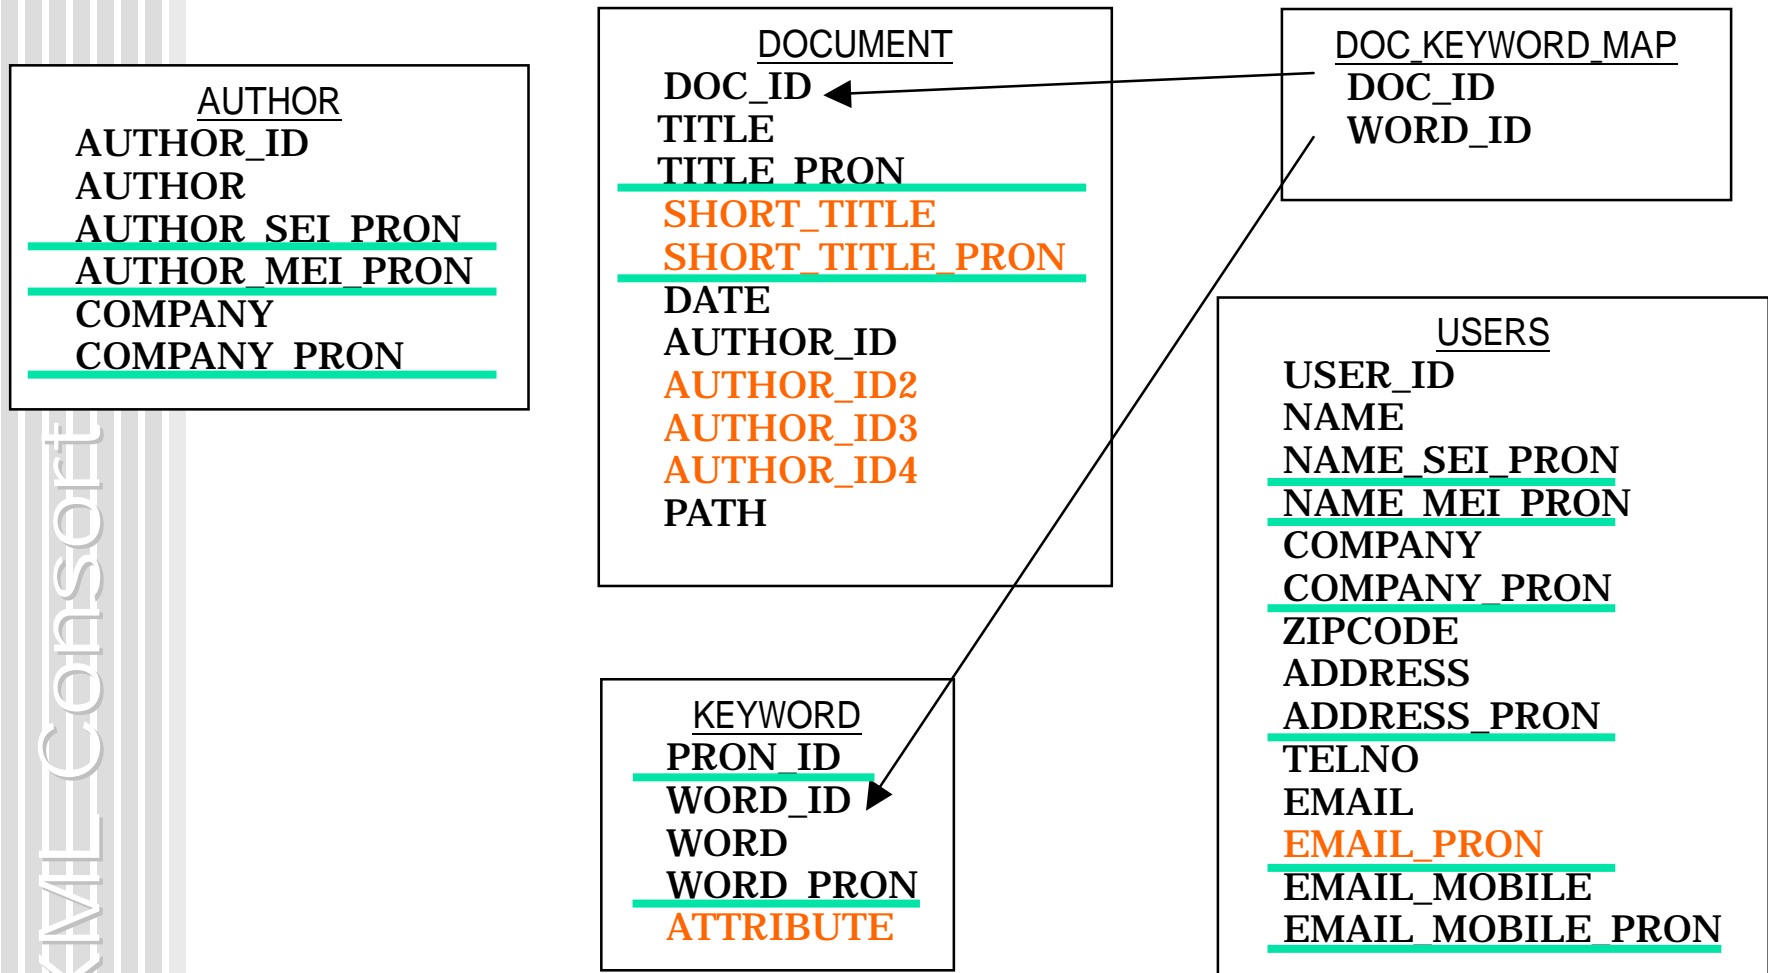 AUTHOR
AUTHOR_ID
AUTHOR
AUTHOR_SEI_PRON
AUTHOR_MEI_PRON
COMPANY
COMPANY_PRON
DOCUMENT
DOC_ID
TITLE
TITLE_PRON
SHORT_TITLE
SHORT_TITLE_PRON
DATE
AUTHOR_ID
AUTHOR_ID2
AUTHOR_ID3
AUTHOR_ID4
PATH
DOC_KEYWORD_MAP
DOC_ID
WORD_ID
KEYWORD
PRON_ID
WORD_ID
WORD
WORD_PRON
ATTRIBUTE
USERS
USER_ID
NAME
NAME_SEI_PRON
NAME_MEI_PRON
COMPANY
COMPANY_PRON
ZIPCODE
ADDRESS
ADDRESS_PRON
TELNO
EMAIL
EMAIL_PRON
EMAIL_MOBILE
EMAIL_MOBILE_PRON
XML Consort